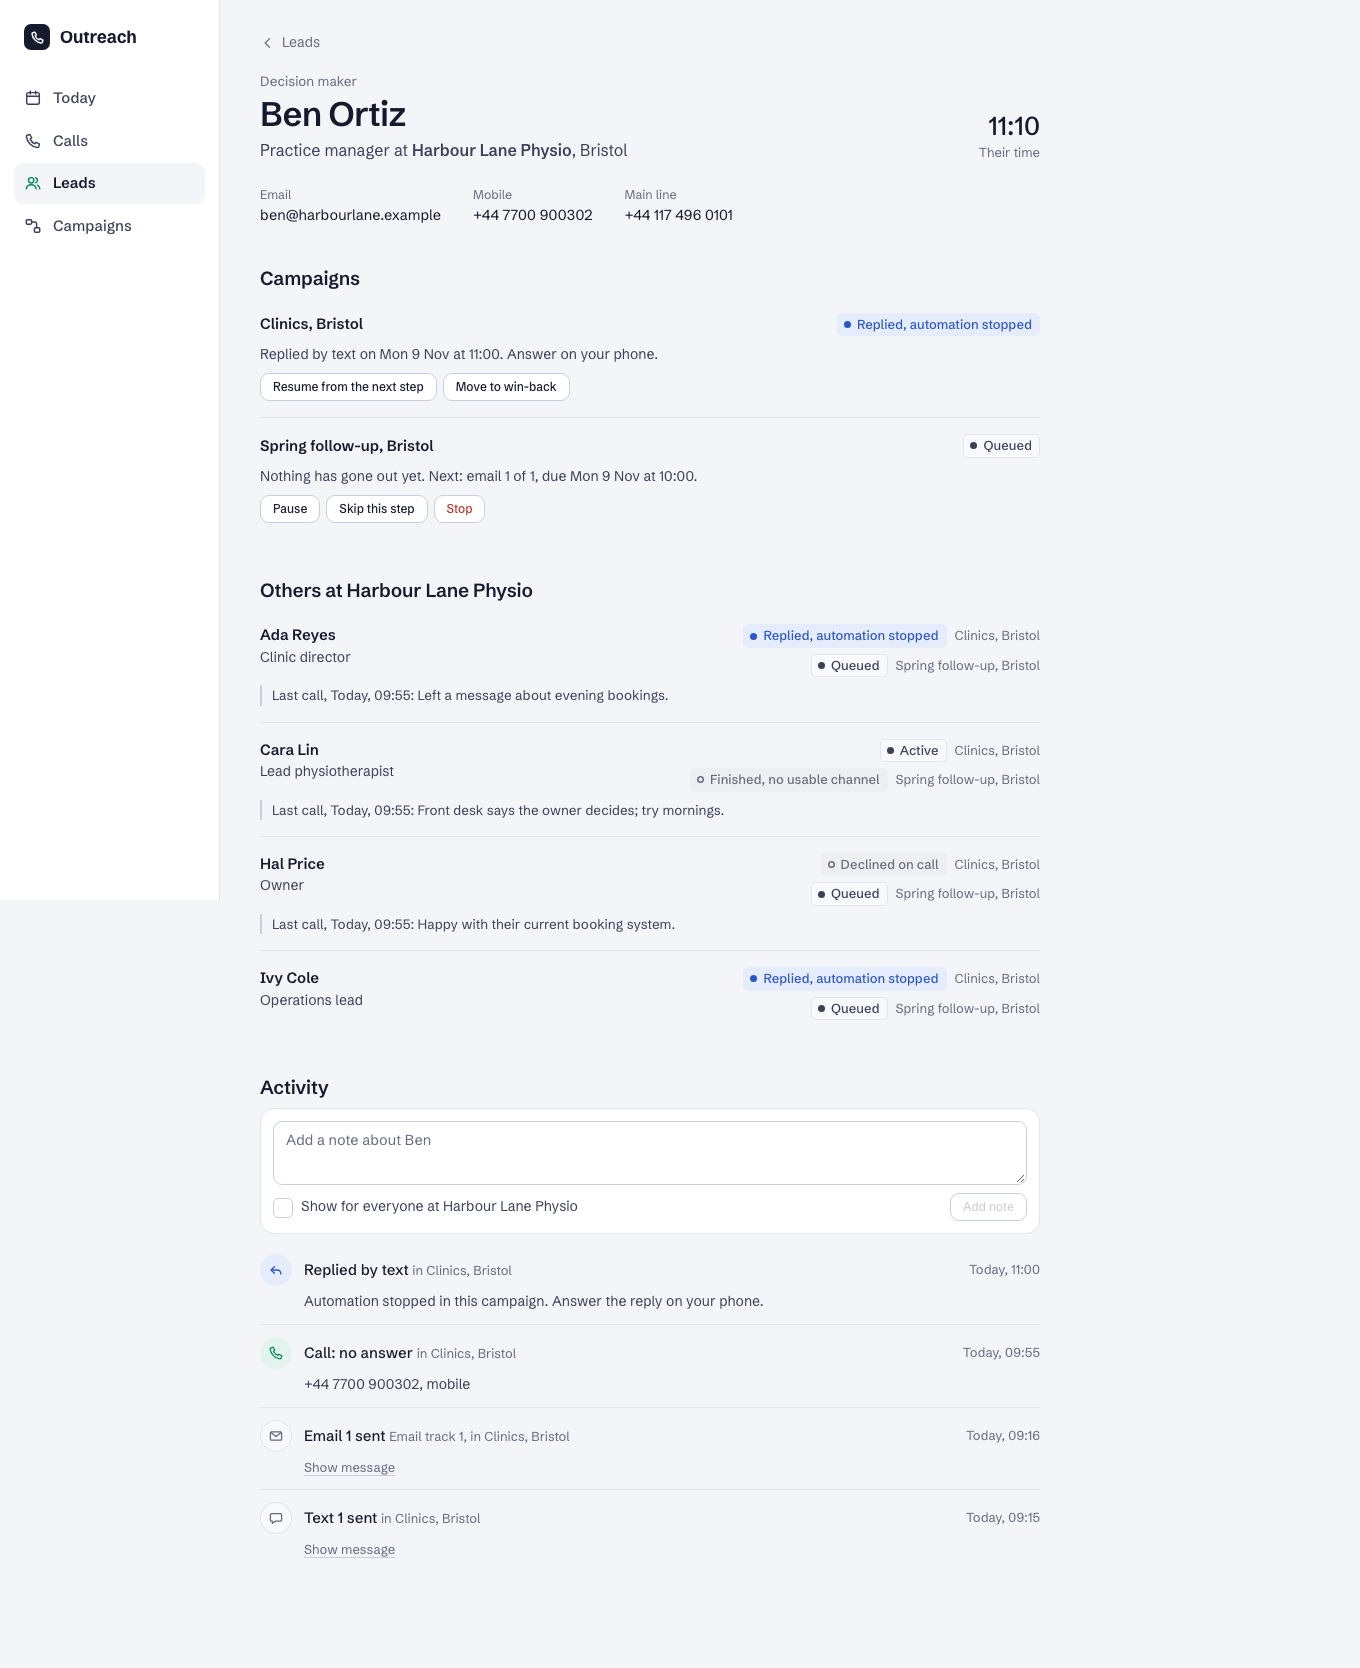 Outreach
Today
Calls
Leads
Campaigns
Leads
Decision maker
Ben Ortiz
Practice manager at Harbour Lane Physio, Bristol
11:10
Their time
Email
ben@harbourlane.example
Mobile
+44 7700 900302
Main line
+44 117 496 0101
Campaigns
Clinics, Bristol
Replied, automation stopped
Replied by text on Mon 9 Nov at 11:00. Answer on your phone.
Resume from the next step
Move to win-back
Spring follow-up, Bristol
Queued
Nothing has gone out yet. Next: email 1 of 1, due Mon 9 Nov at 10:00.
Pause
Skip this step
Stop
Others at Harbour Lane Physio
Ada Reyes
Clinic director
Replied, automation stopped Clinics, Bristol
Queued Spring follow-up, Bristol
Last call, Today, 09:55: Left a message about evening bookings.
Cara Lin
Lead physiotherapist
Active Clinics, Bristol
Finished, no usable channel Spring follow-up, Bristol
Last call, Today, 09:55: Front desk says the owner decides; try mornings.
Hal Price
Owner
Declined on call Clinics, Bristol
Queued Spring follow-up, Bristol
Last call, Today, 09:55: Happy with their current booking system.
Ivy Cole
Operations lead
Replied, automation stopped Clinics, Bristol
Queued Spring follow-up, Bristol
Activity
Add a note about Ben
Show for everyone at Harbour Lane Physio
Add note
Replied by text in Clinics, Bristol
Today, 11:00
Automation stopped in this campaign. Answer the reply on your phone.
Call: no answer in Clinics, Bristol
Today, 09:55
+44 7700 900302, mobile
Email 1 sent Email track 1, in Clinics, Bristol
Today, 09:16
Show message
Text 1 sent in Clinics, Bristol
Today, 09:15
Show message